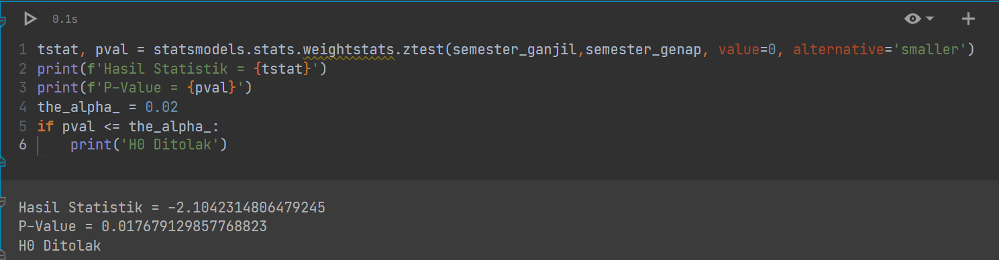 0.1s
1 tstat, pval = statsmodels.stats.weightstats.ztest(semester_ganjil,semester_genap, value=0, alternative='smaller')
2 print(f'Hasil Statistik = {tstat}')
3 print(f'P-Value = {pval}')
4 the_alpha_ = 0.02
5 if pval <= the_alpha_:
6     print('H0 Ditolak')
Hasil Statistik = -2.1042314806479245
P-Value = 0.017679129857768823
H0 Ditolak